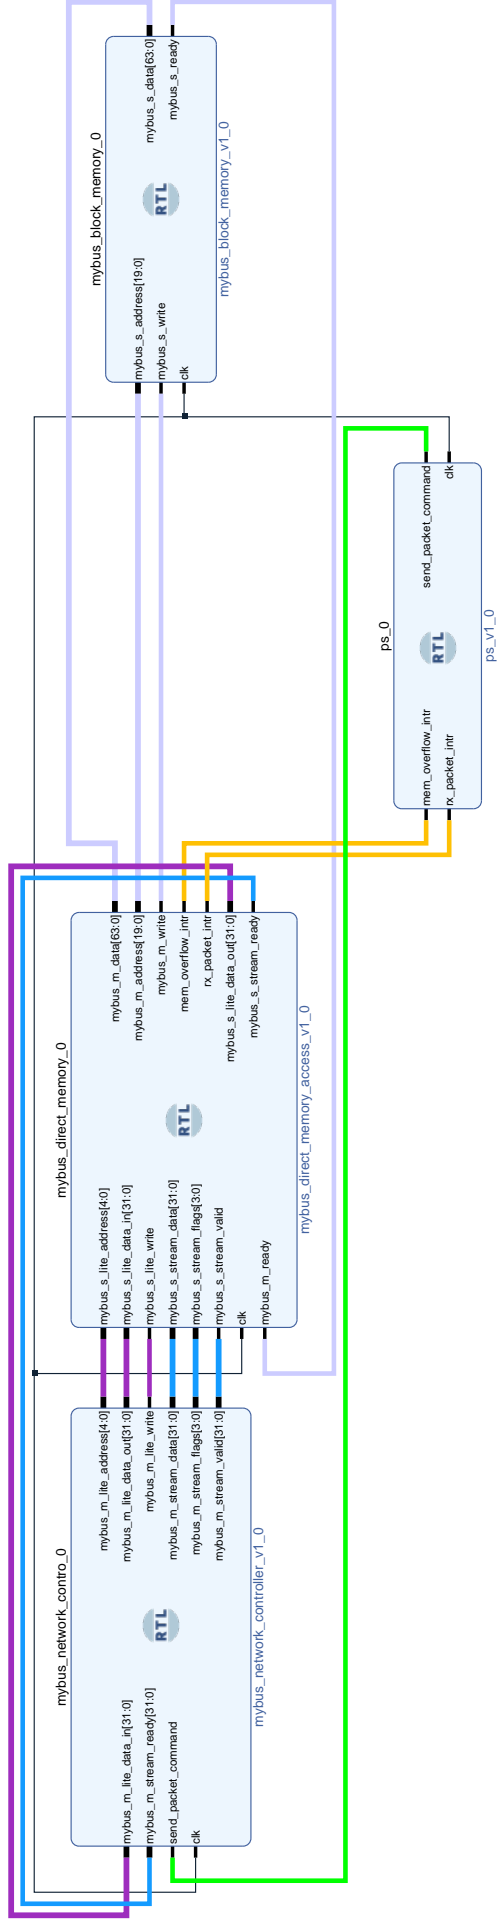 mybus_block_memory_0
mybus_s_data[63:0]
mybus_s_ready
RTL
mybus_s_address[19:0]
mybus_s_write
clk
mybus_block_memory_v1_0
ps_0
send_packet_command
clk
RTL
mem_overflow_intr
rx_packet_intr
ps_v1_0
mybus_direct_memory_0
mybus_m_data[63:0]
mybus_m_address[19:0]
mybus_m_write
mem_overflow_intr
rx_packet_intr
mybus_s_lite_data_out[31:0]
mybus_s_stream_ready
RTL
mybus_s_lite_address[4:0]
mybus_s_lite_data_in[31:0]
mybus_s_lite_write
mybus_s_stream_data[31:0]
mybus_s_stream_flags[3:0]
mybus_s_stream_valid
clk
mybus_m_ready
mybus_direct_memory_access_v1_0
mybus_network_contro_0
mybus_m_lite_address[4:0]
mybus_m_lite_data_out[31:0]
mybus_m_lite_write
mybus_m_stream_data[31:0]
mybus_m_stream_flags[3:0]
mybus_m_stream_valid[31:0]
RTL
mybus_m_lite_data_in[31:0]
mybus_m_stream_ready[31:0]
send_packet_command
clk
mybus_network_controller_v1_0